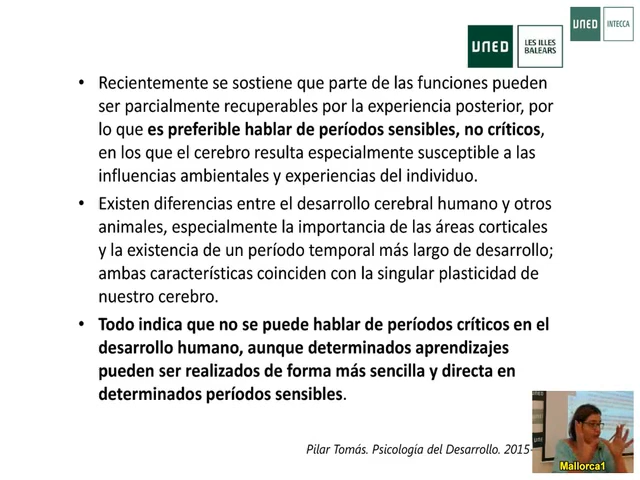 UNED
LES ILLES
BALEARS
UNED
INTECCA
• Recientemente se sostiene que parte de las funciones pueden
ser parcialmente recuperables por la experiencia posterior, por
lo que es preferible hablar de períodos sensibles, no críticos,
en los que el cerebro resulta especialmente susceptible a las
influencias ambientales y experiencias del individuo.
• Existen diferencias entre el desarrollo cerebral humano y otros
animales, especialmente la importancia de las áreas corticales
y la existencia de un período temporal más largo de desarrollo;
ambas características coinciden con la singular plasticidad de
nuestro cerebro.
• Todo indica que no se puede hablar de períodos críticos en el
desarrollo humano, aunque determinados aprendizajes
pueden ser realizados de forma más sencilla y directa en
determinados períodos sensibles.
Pilar Tomás. Psicología del Desarrollo. 2015-
Mallorca1